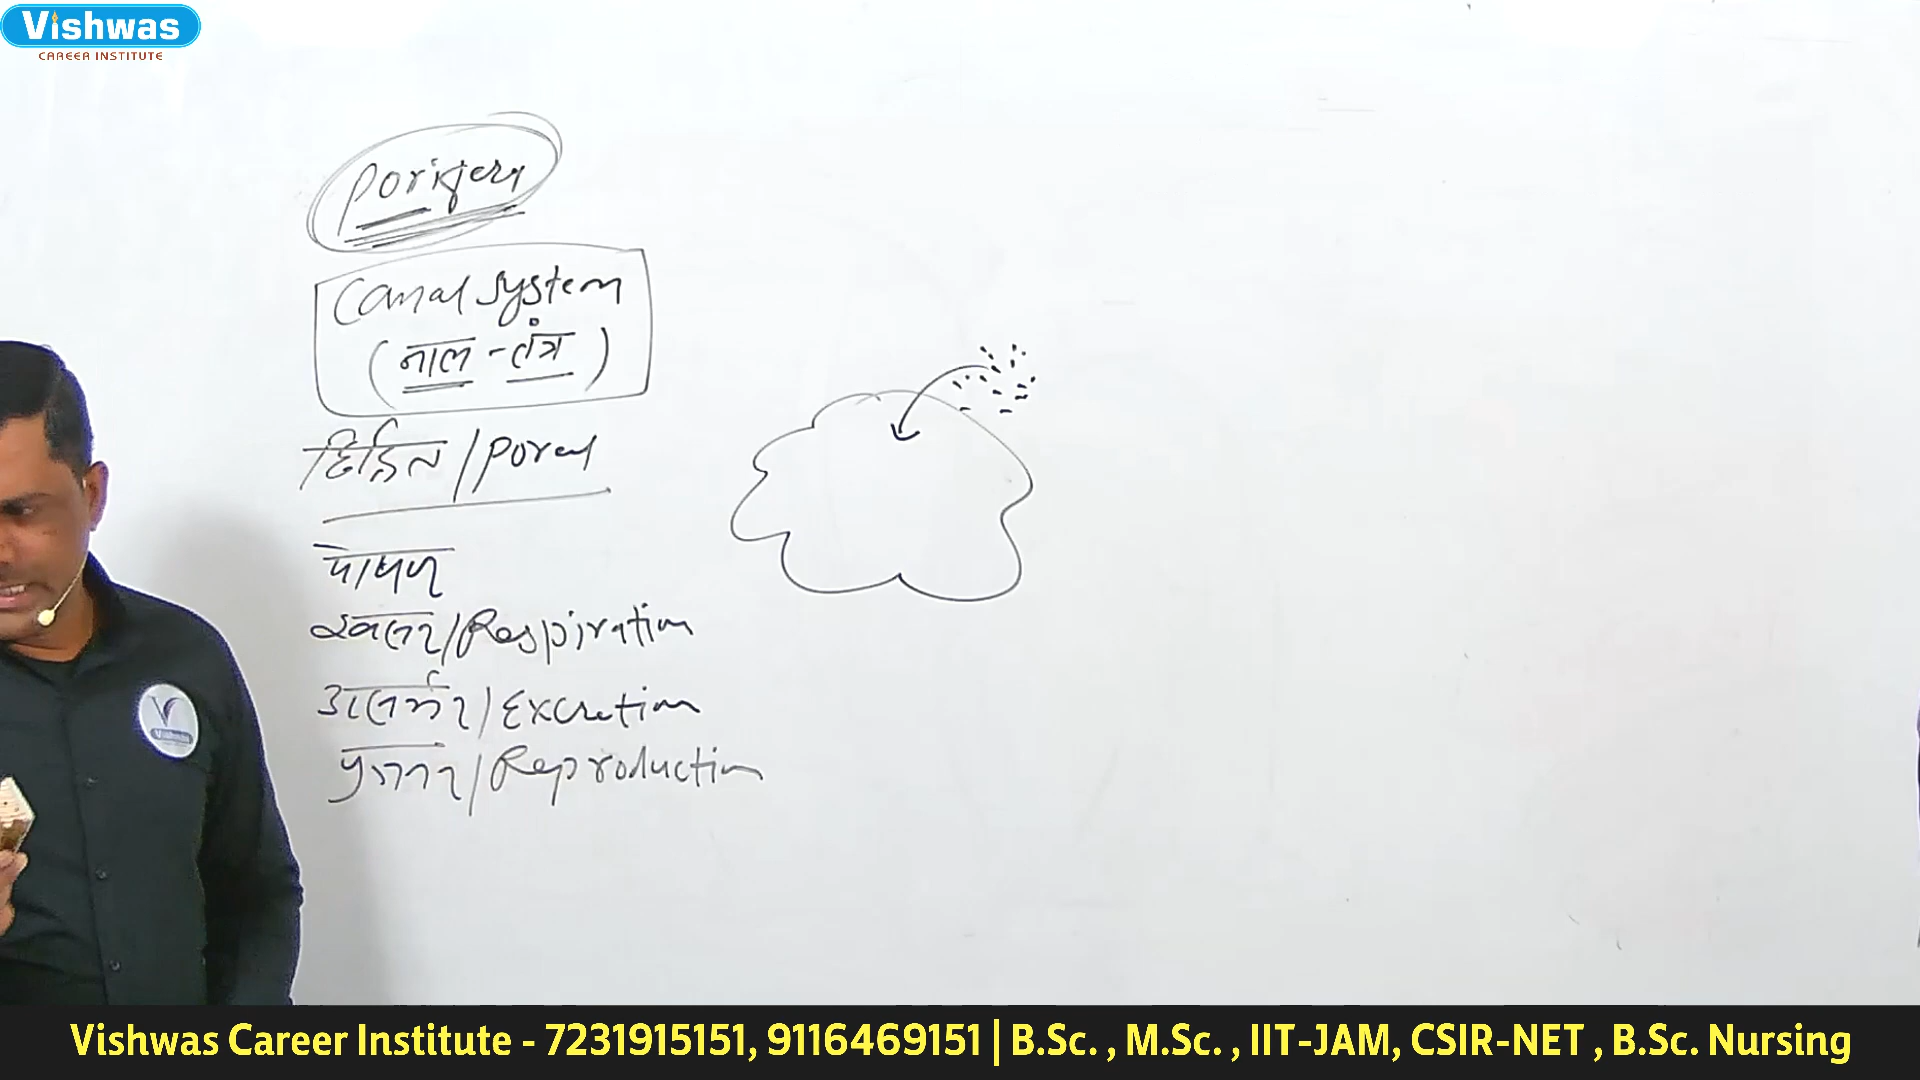 Vishwas
CAREER INSTITUTE
Porifera
Canal System
(नाल-तंत्र)
छिद्रित / Pores
पोषण
श्वसन / Respiration
उत्सर्जन / Excretion
प्रजनन / Reproduction
Vishwas Career Institute - 7231915151, 9116469151 | B.Sc. , M.Sc. , IIT-JAM, CSIR-NET , B.Sc. Nursing